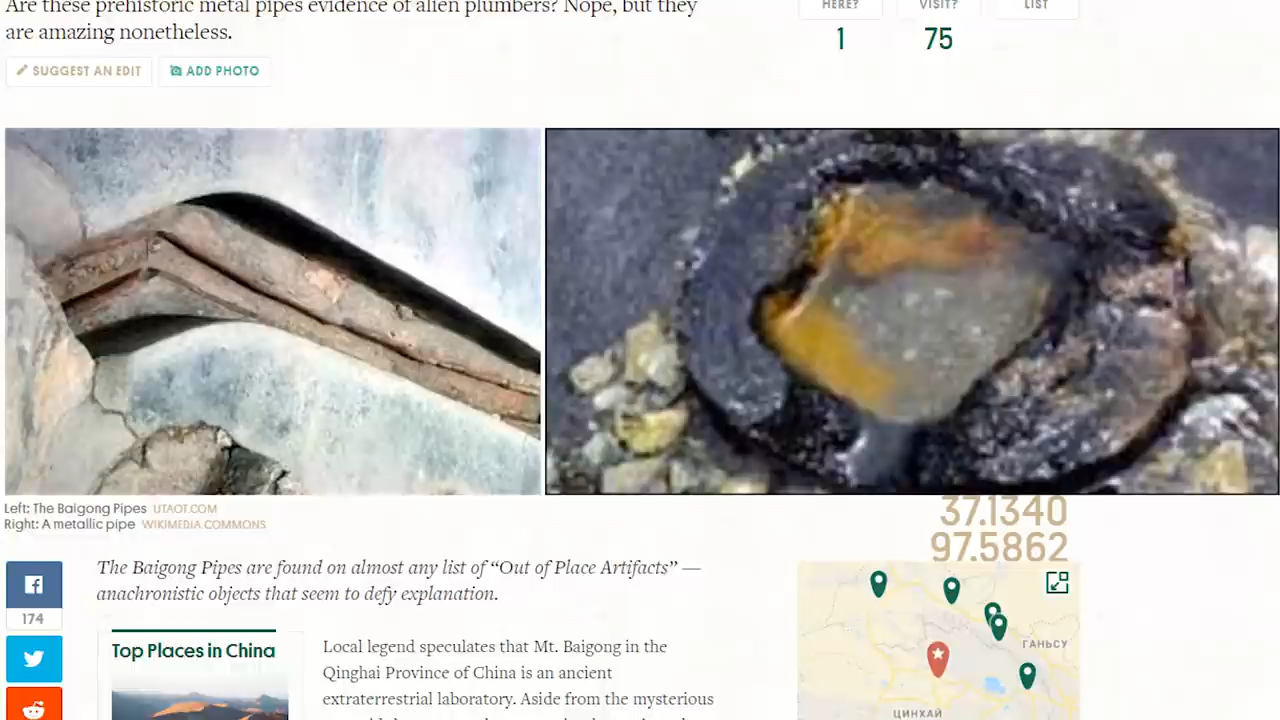 Are these prehistoric metal pipes evidence of alien plumbers? Nope, but they
are amazing nonetheless.
HERE?
VISIT?
LIST
1
75
SUGGEST AN EDIT
ADD PHOTO
Left: The Baigong Pipes UTAOT.COM
Right: A metallic pipe WIKIMEDIA COMMONS
37.1340
97.5862
The Baigong Pipes are found on almost any list of “Out of Place Artifacts” —
anachronistic objects that seem to defy explanation.
174
Top Places in China
Local legend speculates that Mt. Baigong in the
Qinghai Province of China is an ancient
extraterrestrial laboratory. Aside from the mysterious
ГАНЬСУ
ЦИНХАЙ